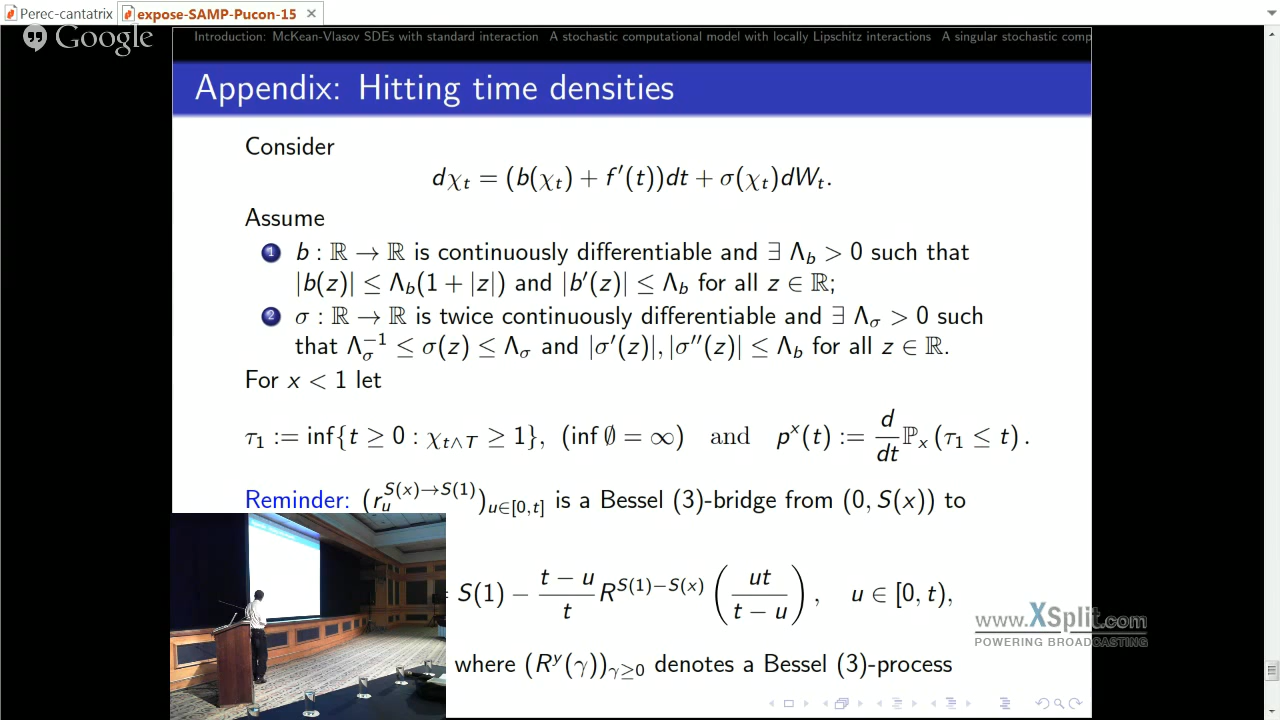 Perec-cantatrix
expose-SAMP-Pucon-15
Google
Introduction: McKean-Vlasov SDEs with standard interaction A stochastic computational model with locally Lipschitz interactions A singular stochastic comp
Appendix: Hitting time densities
Consider
dχ_t = (b(χ_t) + f′(t))dt + σ(χ_t)dW_t.
Assume
1 b : ℝ → ℝ is continuously differentiable and ∃ Λ_b > 0 such that
|b(z)| ≤ Λ_b(1 + |z|) and |b′(z)| ≤ Λ_b for all z ∈ ℝ;
2 σ : ℝ → ℝ is twice continuously differentiable and ∃ Λ_σ > 0 such
that Λ_σ^{-1} ≤ σ(z) ≤ Λ_σ and |σ′(z)|, |σ″(z)| ≤ Λ_b for all z ∈ ℝ.
For x < 1 let
τ_1 := inf{t ≥ 0 : χ_{t∧T} ≥ 1}, (inf ∅ = ∞) and p^x(t) := d/dt ℙ_x (τ_1 ≤ t).
Reminder: (r_u^{S(x)→S(1)})_{u∈[0,t]} is a Bessel (3)-bridge from (0, S(x)) to
S(1) − (t − u)/t R^{S(1)−S(x)} (ut/(t − u)), u ∈ [0, t),
www.XSplit.com
POWERING BROADCASTING
where (R^y(γ))_{γ≥0} denotes a Bessel (3)-process